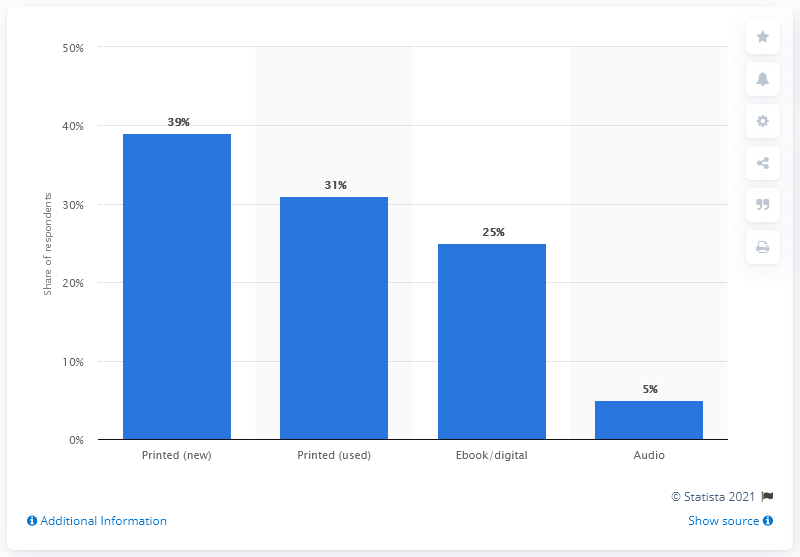 50%
40%
30%
20%
10%
0%
Share of respondents
39%
31%
25%
5%
Printed (new)
Printed (used)
Ebook/digital
Audio
© Statista 2021
Additional Information
Show source